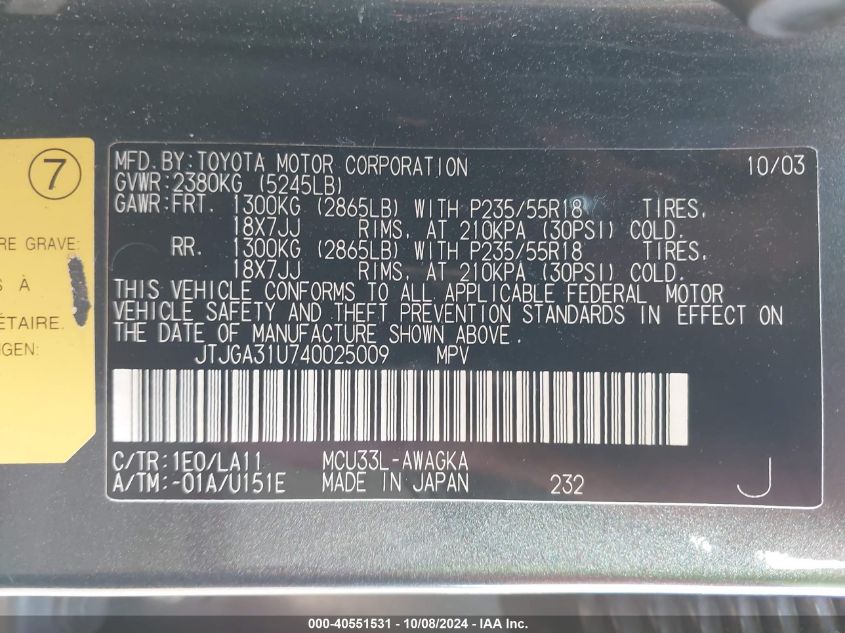 7
RE GRAVE:
S À
ÉTAIRE.
NGEN:
MFD.BY:TOYOTA MOTOR CORPORATION 10/03
GVWR:2380KG (5245LB)
GAWR:FRT. 1300KG (2865LB) WITH P235/55R18 TIRES,
18X7JJ RIMS, AT 210KPA (30PSI) COLD.
RR. 1300KG (2865LB) WITH P235/55R18 TIRES,
18X7JJ RIMS, AT 210KPA (30PSI) COLD.
THIS VEHICLE CONFORMS TO ALL APPLICABLE FEDERAL MOTOR
VEHICLE SAFETY AND THEFT PREVENTION STANDARDS IN EFFECT ON
THE DATE OF MANUFACTURE SHOWN ABOVE.
JTJGA31U740025009 MPV
C/TR:1E0/LA11 MCU33L-AWAGKA
A/TM:-01A/U151E MADE IN JAPAN 232 J
000-40551531 - 10/08/2024 - IAA Inc.